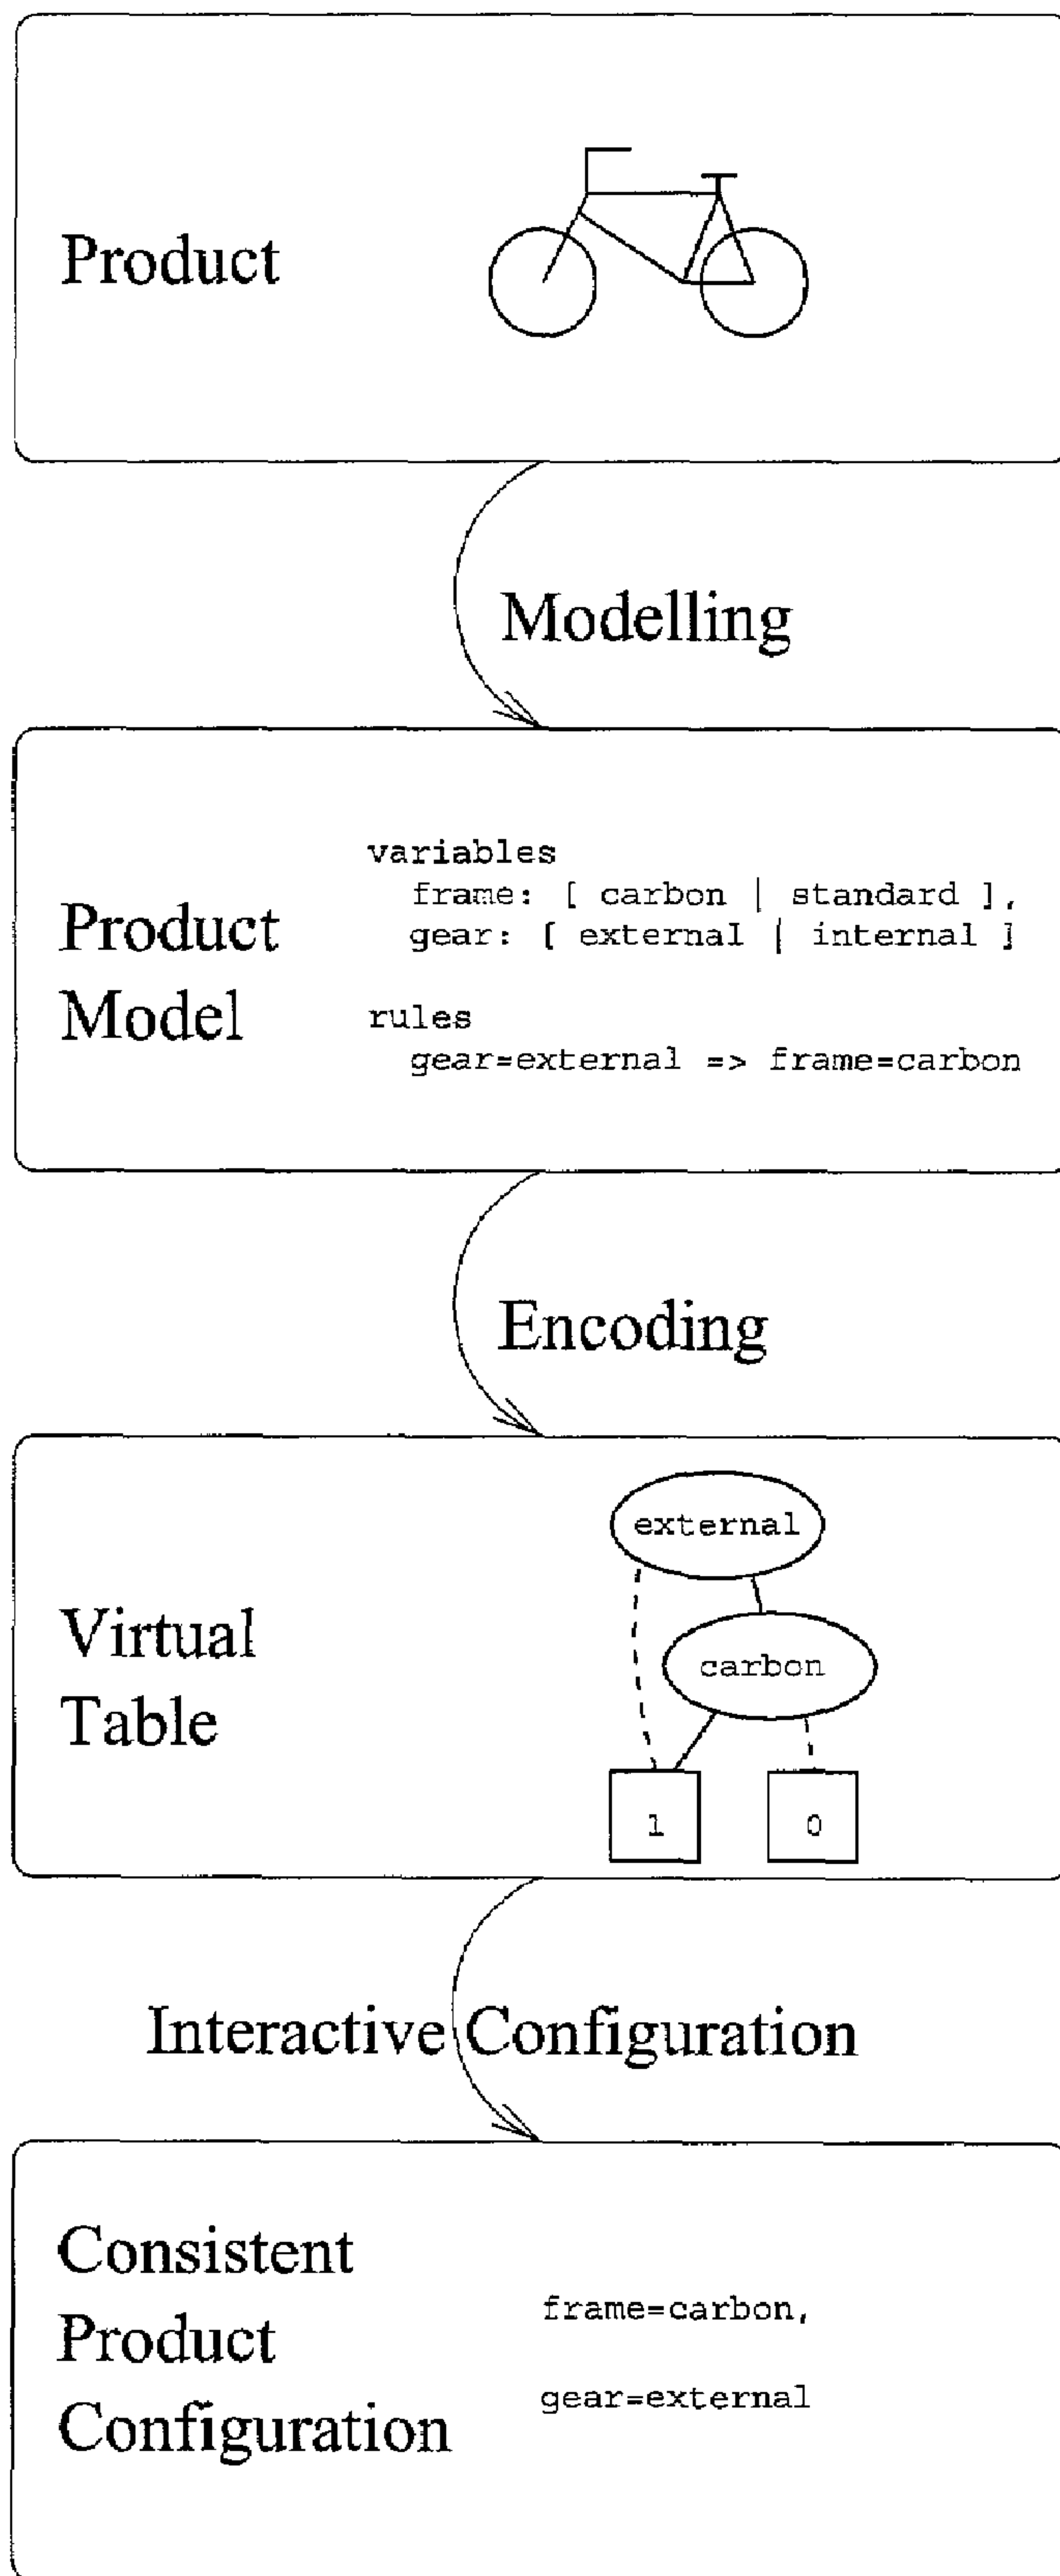 Product
Modelling
Product
Model
variables
frame: [ carbon | standard ],
gear: [ external | internal ]
rules
gear=external => frame=carbon
Encoding
Virtual
Table
external
carbon
1
0
Interactive Configuration
Consistent
Product
Configuration
frame=carbon,
gear=external